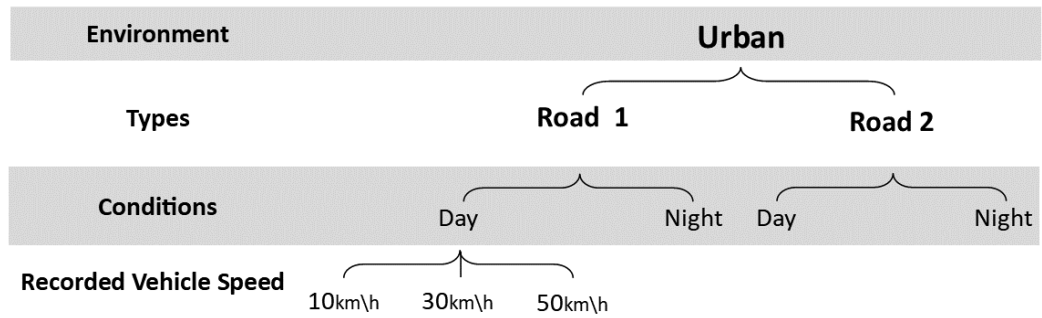 Environment Urban
Types Road 1 Road 2
Conditions Day Night Day Night
Recorded Vehicle Speed 10km\h 30km\h 50km\h